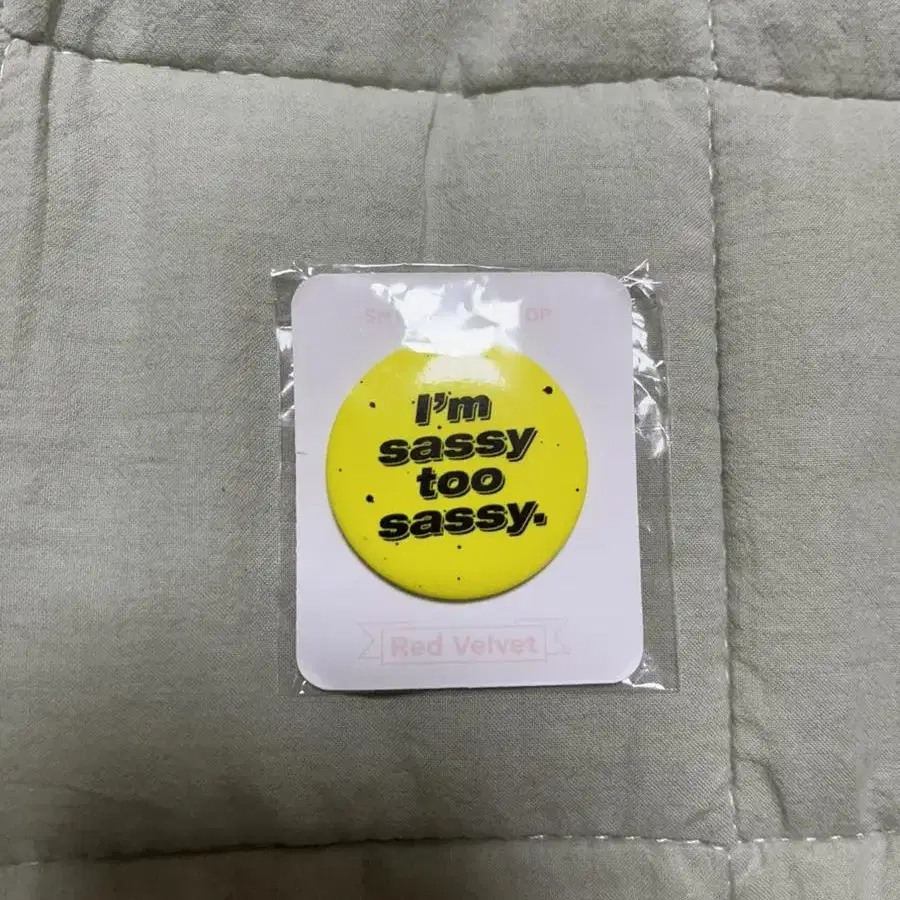 I'm
sassy
too
sassy.
Red Velvet